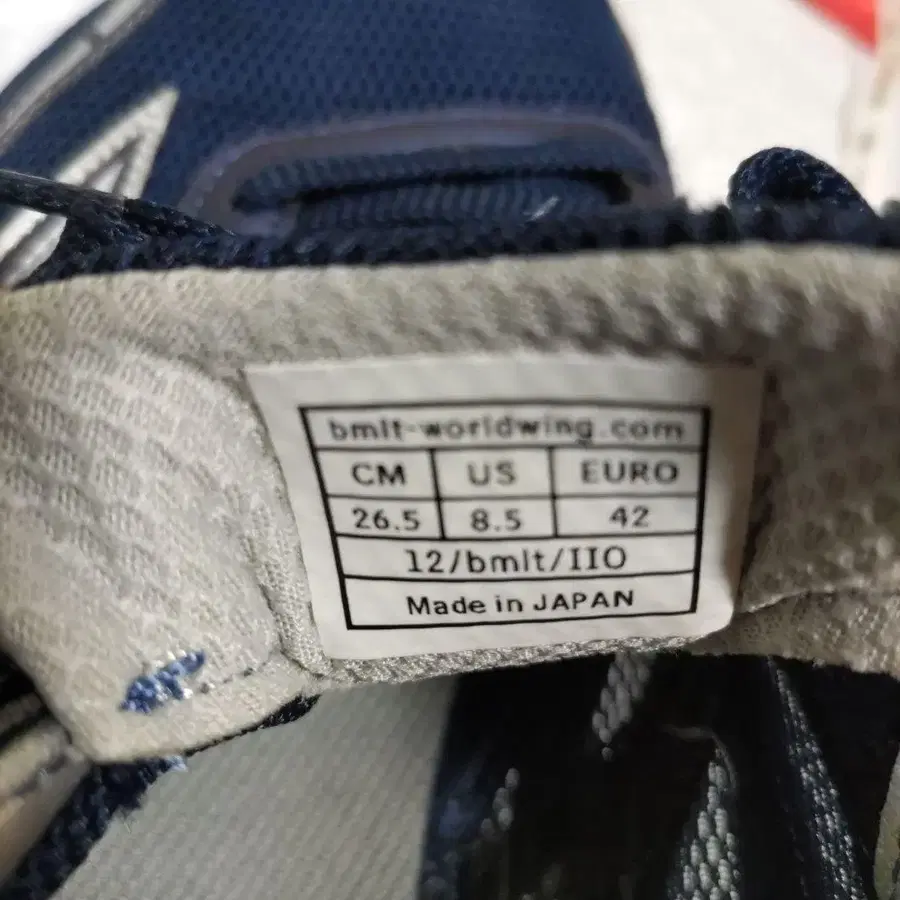 bmlt-worldwing.com
CM US EURO
26.5 8.5 42
12/bmlt/IIO
Made in JAPAN